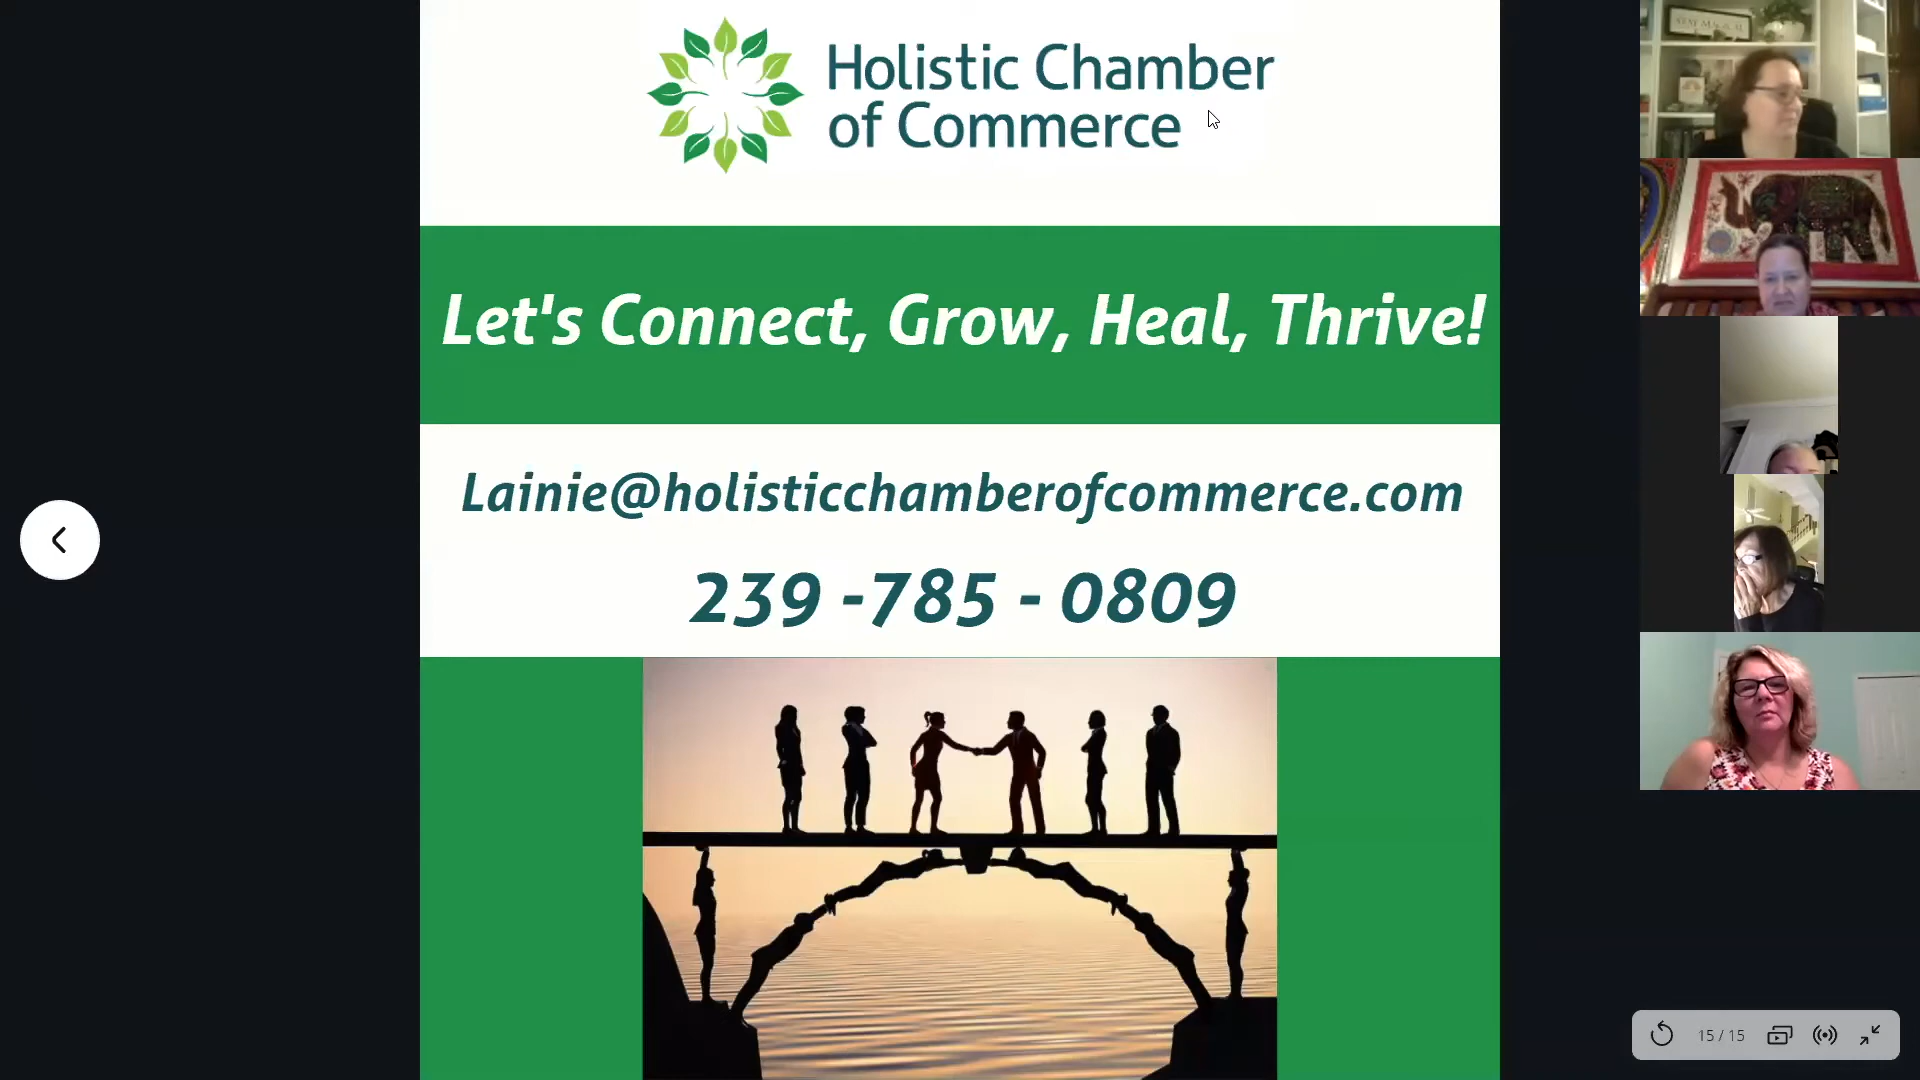 Holistic Chamber
of Commerce
Let's Connect, Grow, Heal, Thrive!
Lainie@holisticchamberofcommerce.com
239 -785 - 0809
15 / 15